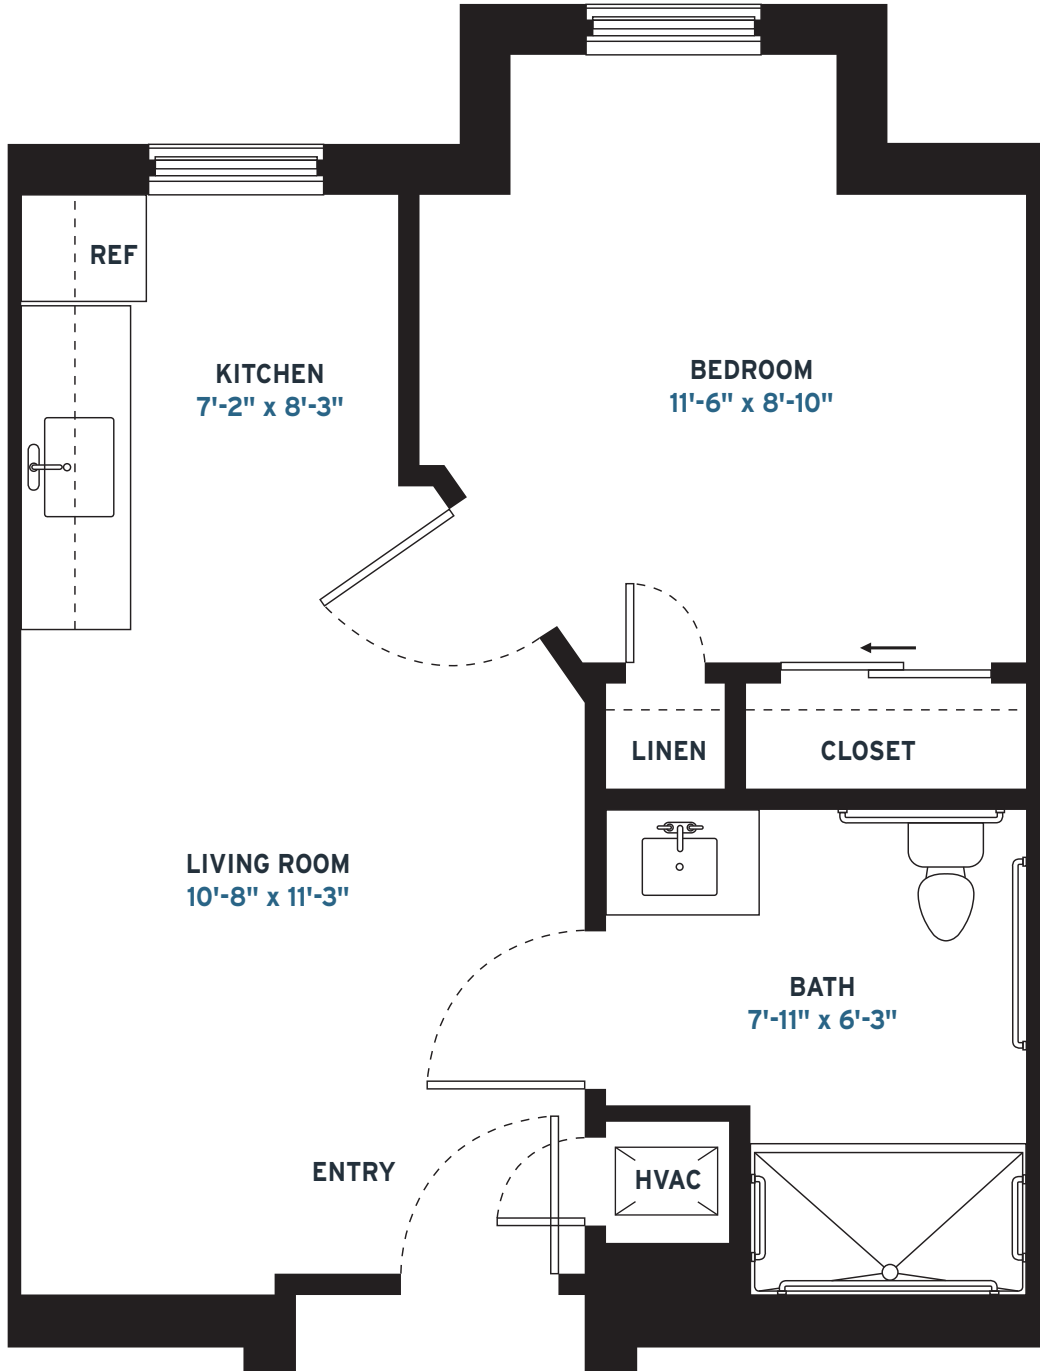 REF
KITCHEN
7'-2" x 8'-3"
BEDROOM
11'-6" x 8'-10"
LINEN
CLOSET
LIVING ROOM
10'-8" x 11'-3"
BATH
7'-11" x 6'-3"
ENTRY
HVAC